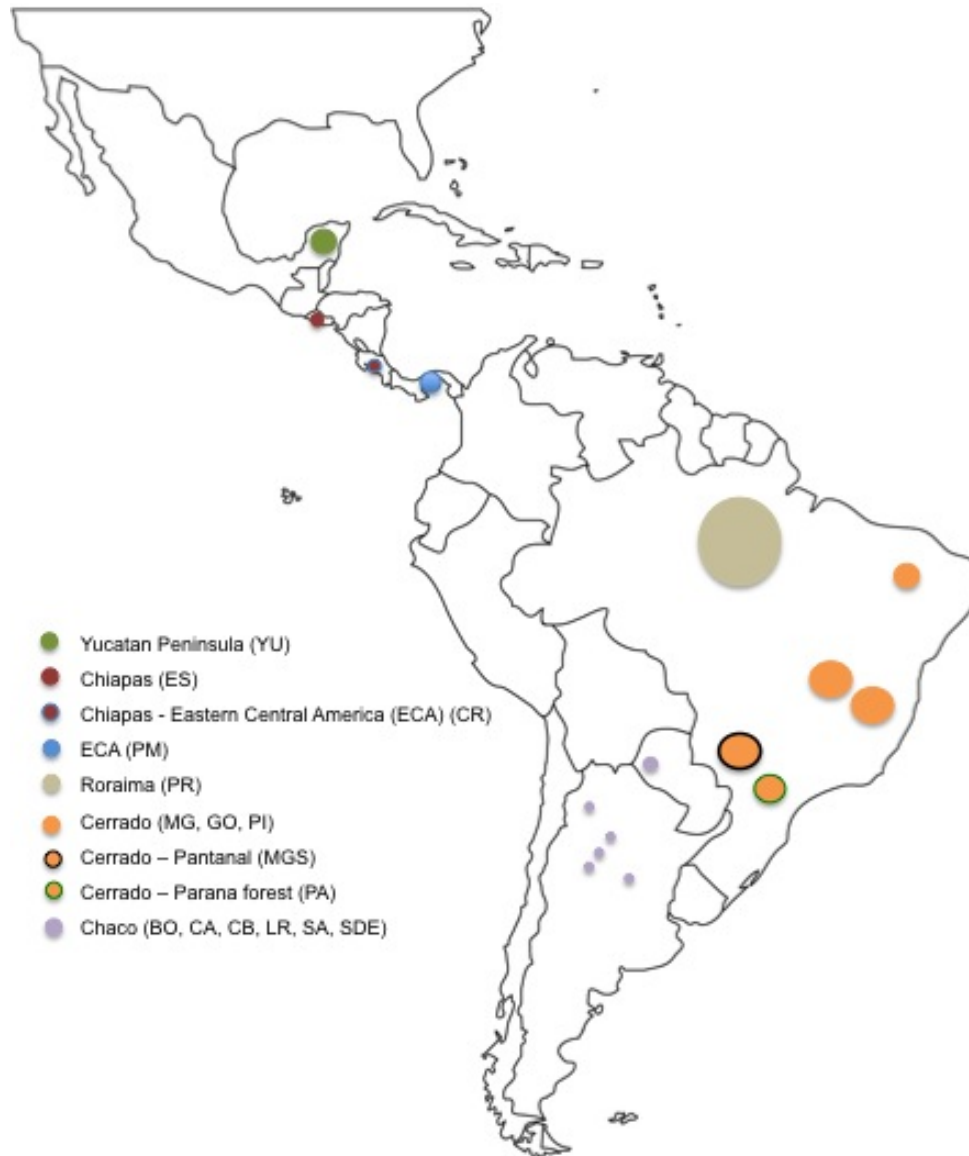 Yucatan Peninsula (YU)
Chiapas (ES)
Chiapas - Eastern Central America (ECA) (CR)
ECA (PM)
Roraima (PR)
Cerrado (MG, GO, PI)
Cerrado – Pantanal (MGS)
Cerrado – Parana forest (PA)
Chaco (BO, CA, CB, LR, SA, SDE)